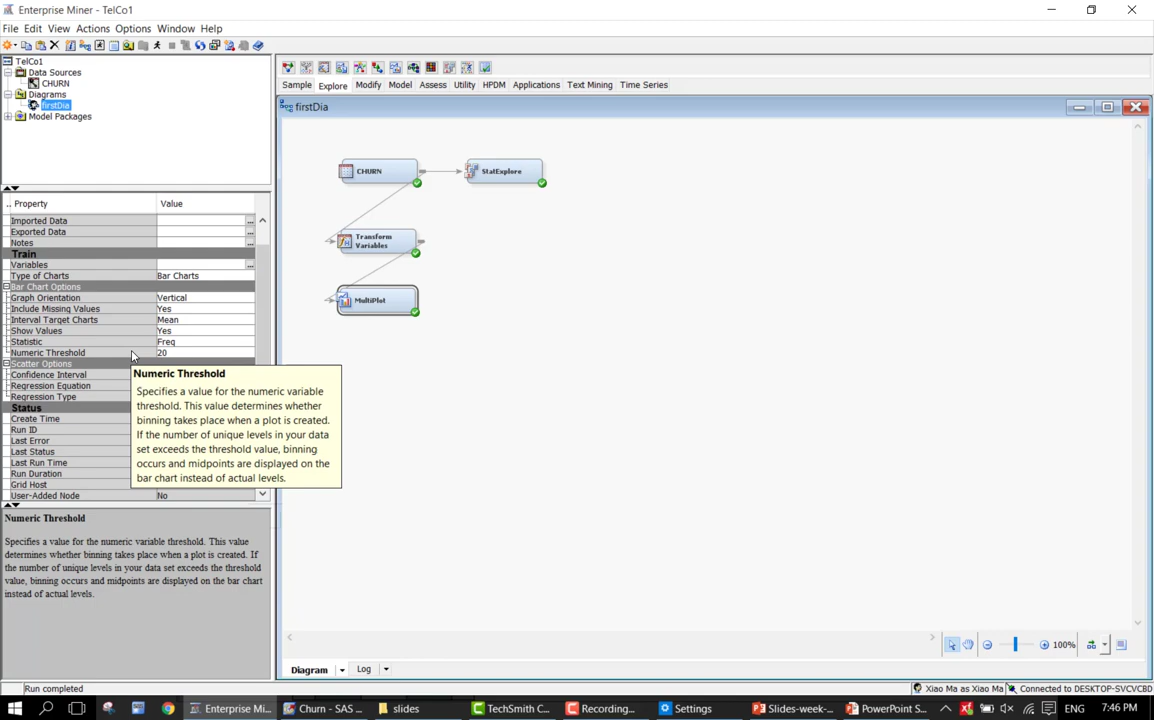 Enterprise Miner - TelCo1
File Edit View Actions Options Window Help
TelCo1
Data Sources
CHURN
Diagrams
firstDia
Model Packages
Sample Explore Modify Model Assess Utility HPDM Applications Text Mining Time Series
firstDia
CHURN
StatExplore
Transform
Variables
MultiPlot
.. Property Value
Imported Data ...
Exported Data ...
Notes ...
Train
Variables ...
Type of Charts Bar Charts
Bar Chart Options
Graph Orientation Vertical
Include Missing Values Yes
Interval Target Charts Mean
Show Values Yes
Statistic Freq
Numeric Threshold 20
Scatter Options
Confidence Interval
Regression Equation
Regression Type
Status
Create Time
Run ID
Last Error
Last Status
Last Run Time
Run Duration
Grid Host
User-Added Node No
Numeric Threshold
Specifies a value for the numeric variable
threshold. This value determines whether
binning takes place when a plot is created.
If the number of unique levels in your data
set exceeds the threshold value, binning
occurs and midpoints are displayed on the
bar chart instead of actual levels.
Numeric Threshold
Specifies a value for the numeric variable threshold. This value
determines whether binning takes place when a plot is created. If
the number of unique levels in your data set exceeds the threshold
value, binning occurs and midpoints are displayed on the bar chart
instead of actual levels.
100%
Diagram Log
Run completed
Xiao Ma as Xiao Ma Connected to DESKTOP-SVCVCBD
Enterprise Mi... Churn - SAS ... slides TechSmith C... Recording... Settings Slides-week-... PowerPoint S... ENG 7:46 PM